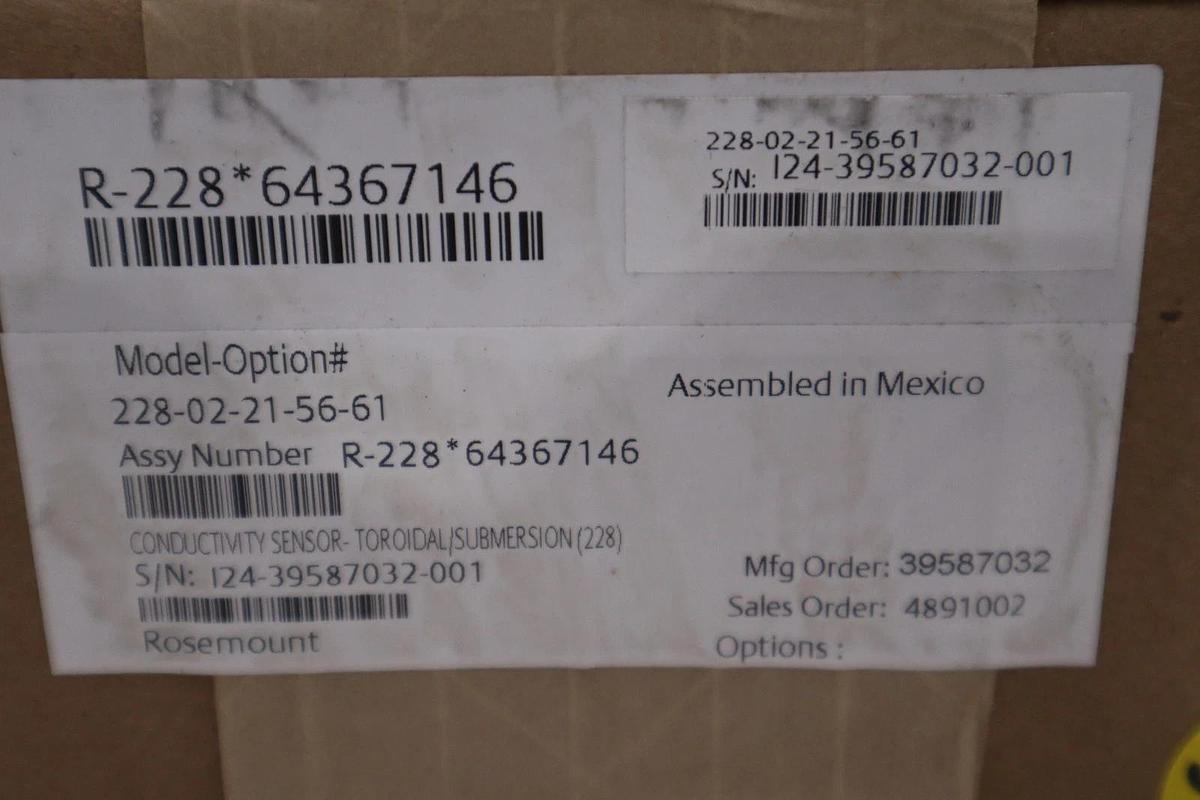 R-228*64367146
228-02-21-56-61
S/N: I24-39587032-001
Model-Option#
228-02-21-56-61
Assembled in Mexico
Assy Number R-228*64367146
CONDUCTIVITY SENSOR- TOROIDAL/SUBMERSION (228)
S/N: I24-39587032-001
Rosemount
Mfg Order: 39587032
Sales Order: 4891002
Options :